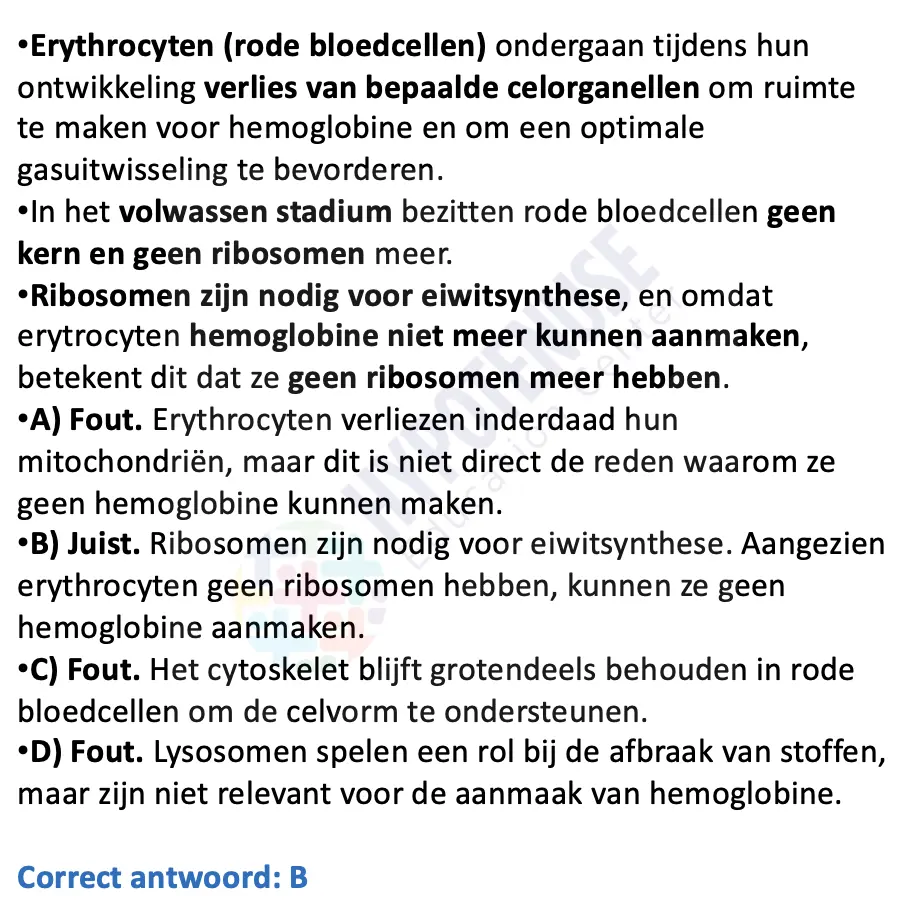 •Erythrocyten (rode bloedcellen) ondergaan tijdens hun
ontwikkeling verlies van bepaalde celorganellen om ruimte
te maken voor hemoglobine en om een optimale
gasuitwisseling te bevorderen.
•In het volwassen stadium bezitten rode bloedcellen geen
kern en geen ribosomen meer.
•Ribosomen zijn nodig voor eiwitsynthese, en omdat
erytrocyten hemoglobine niet meer kunnen aanmaken,
betekent dit dat ze geen ribosomen meer hebben.
•A) Fout. Erythrocyten verliezen inderdaad hun
mitochondriën, maar dit is niet direct de reden waarom ze
geen hemoglobine kunnen maken.
•B) Juist. Ribosomen zijn nodig voor eiwitsynthese. Aangezien
erythrocyten geen ribosomen hebben, kunnen ze geen
hemoglobine aanmaken.
•C) Fout. Het cytoskelet blijft grotendeels behouden in rode
bloedcellen om de celvorm te ondersteunen.
•D) Fout. Lysosomen spelen een rol bij de afbraak van stoffen,
maar zijn niet relevant voor de aanmaak van hemoglobine.
Correct antwoord: B
HYPOTENUSE
Education Center